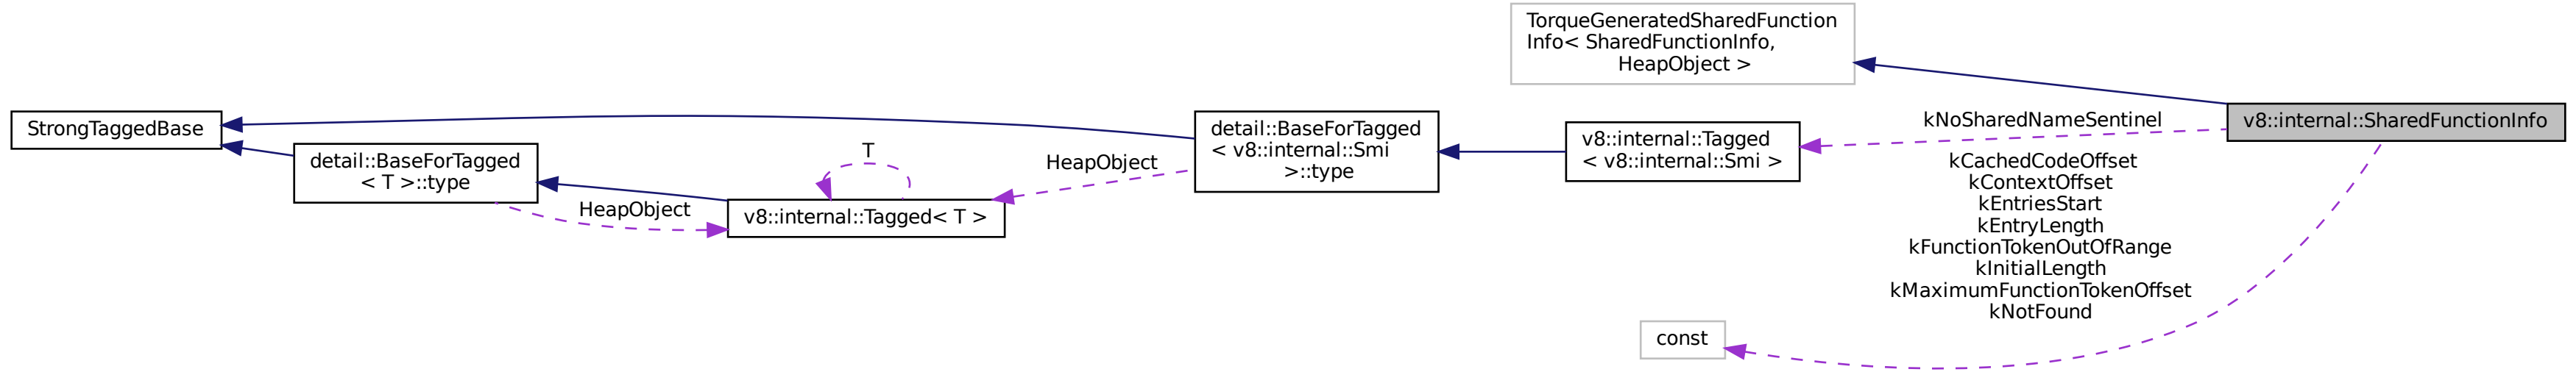 TorqueGeneratedSharedFunction
Info< SharedFunctionInfo,
HeapObject >
StrongTaggedBase
detail::BaseForTagged
< T >::type
HeapObject
T
v8::internal::Tagged< T >
HeapObject
detail::BaseForTagged
< v8::internal::Smi
>::type
v8::internal::Tagged
< v8::internal::Smi >
kNoSharedNameSentinel
v8::internal::SharedFunctionInfo
kCachedCodeOffset
kContextOffset
kEntriesStart
kEntryLength
kFunctionTokenOutOfRange
kInitialLength
kMaximumFunctionTokenOffset
kNotFound
const